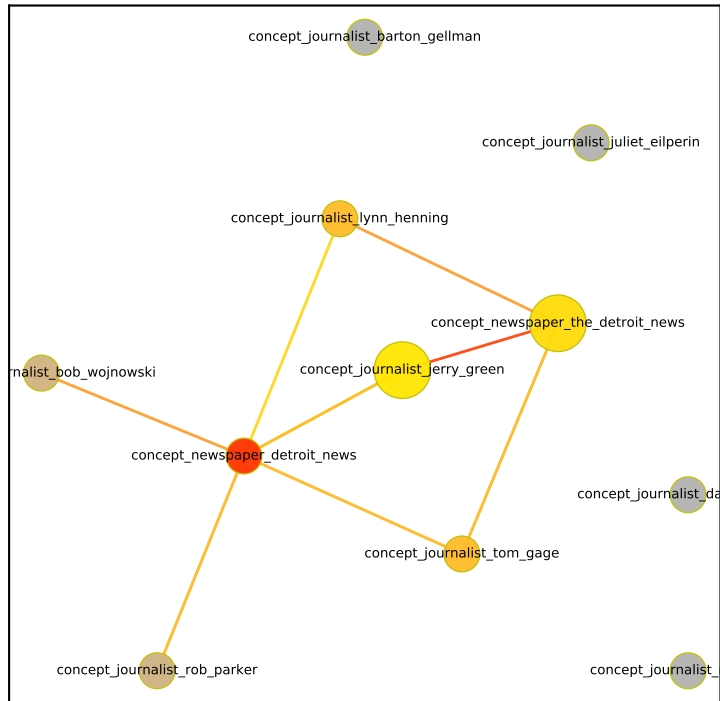 concept_journalist_barton_gellman
concept_journalist_juliet_eilperin
concept_journalist_lynn_henning
concept_newspaper_the_detroit_news
concept_journalist_jerry_green
rnalist_bob_wojnowski
concept_newspaper_detroit_news
concept_journalist_da
concept_journalist_tom_gage
concept_journalist_rob_parker
concept_journalist_